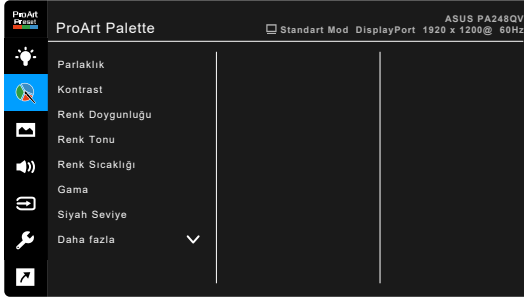 ProArt
Preset
ProArt Palette
ASUS PA248QV
Standart Mod DisplayPort 1920 x 1200@ 60Hz
Parlaklık
Kontrast
Renk Doygunluğu
Renk Tonu
Renk Sıcaklığı
Gama
Siyah Seviye
Daha fazla